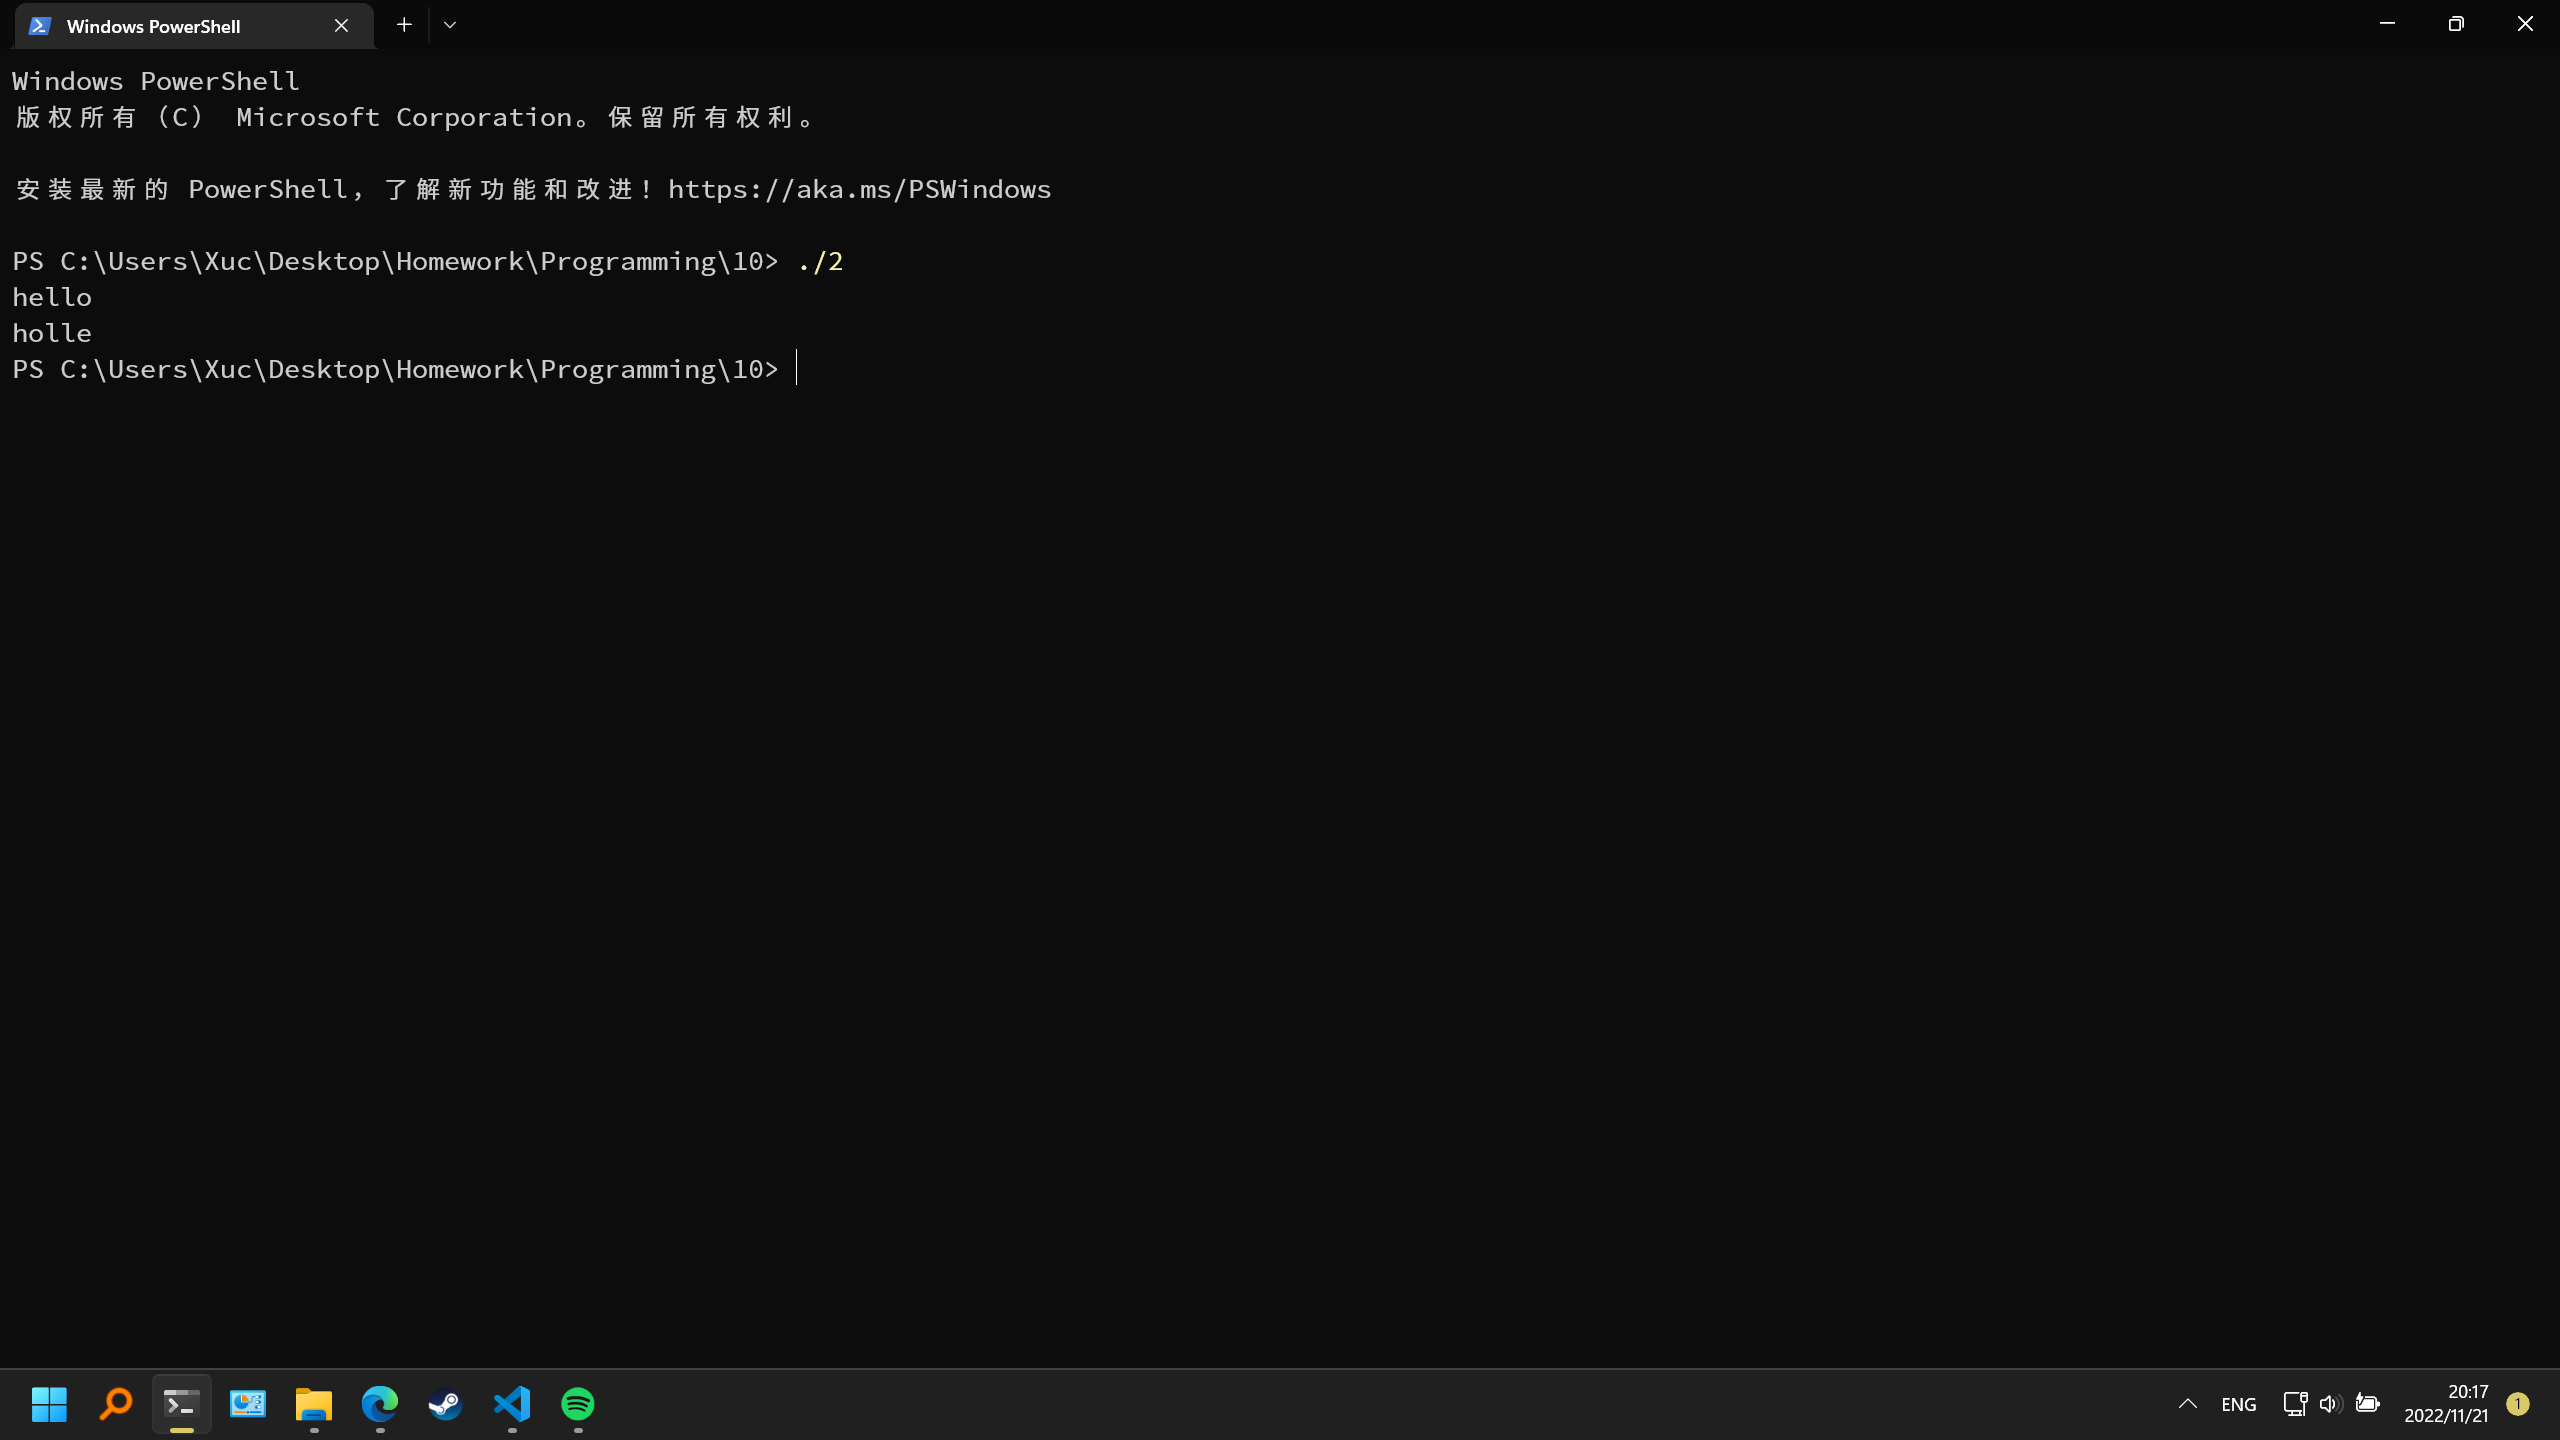 Windows PowerShell
Windows PowerShell
版权所有（C） Microsoft Corporation。保留所有权利。
安装最新的 PowerShell，了解新功能和改进！https://aka.ms/PSWindows
PS C:\Users\Xuc\Desktop\Homework\Programming\10> ./2
hello
holle
PS C:\Users\Xuc\Desktop\Homework\Programming\10>
ENG
20:17
2022/11/21
1